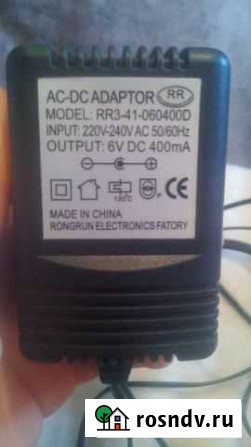 AC-DC ADAPTOR RR
MODEL: RR3-41-060400D
INPUT: 220V-240V AC 50/60Hz
OUTPUT: 6V DC 400mA
CE
MADE IN CHINA
RONGRUN ELECTRONICS FATORY
rosndv.ru